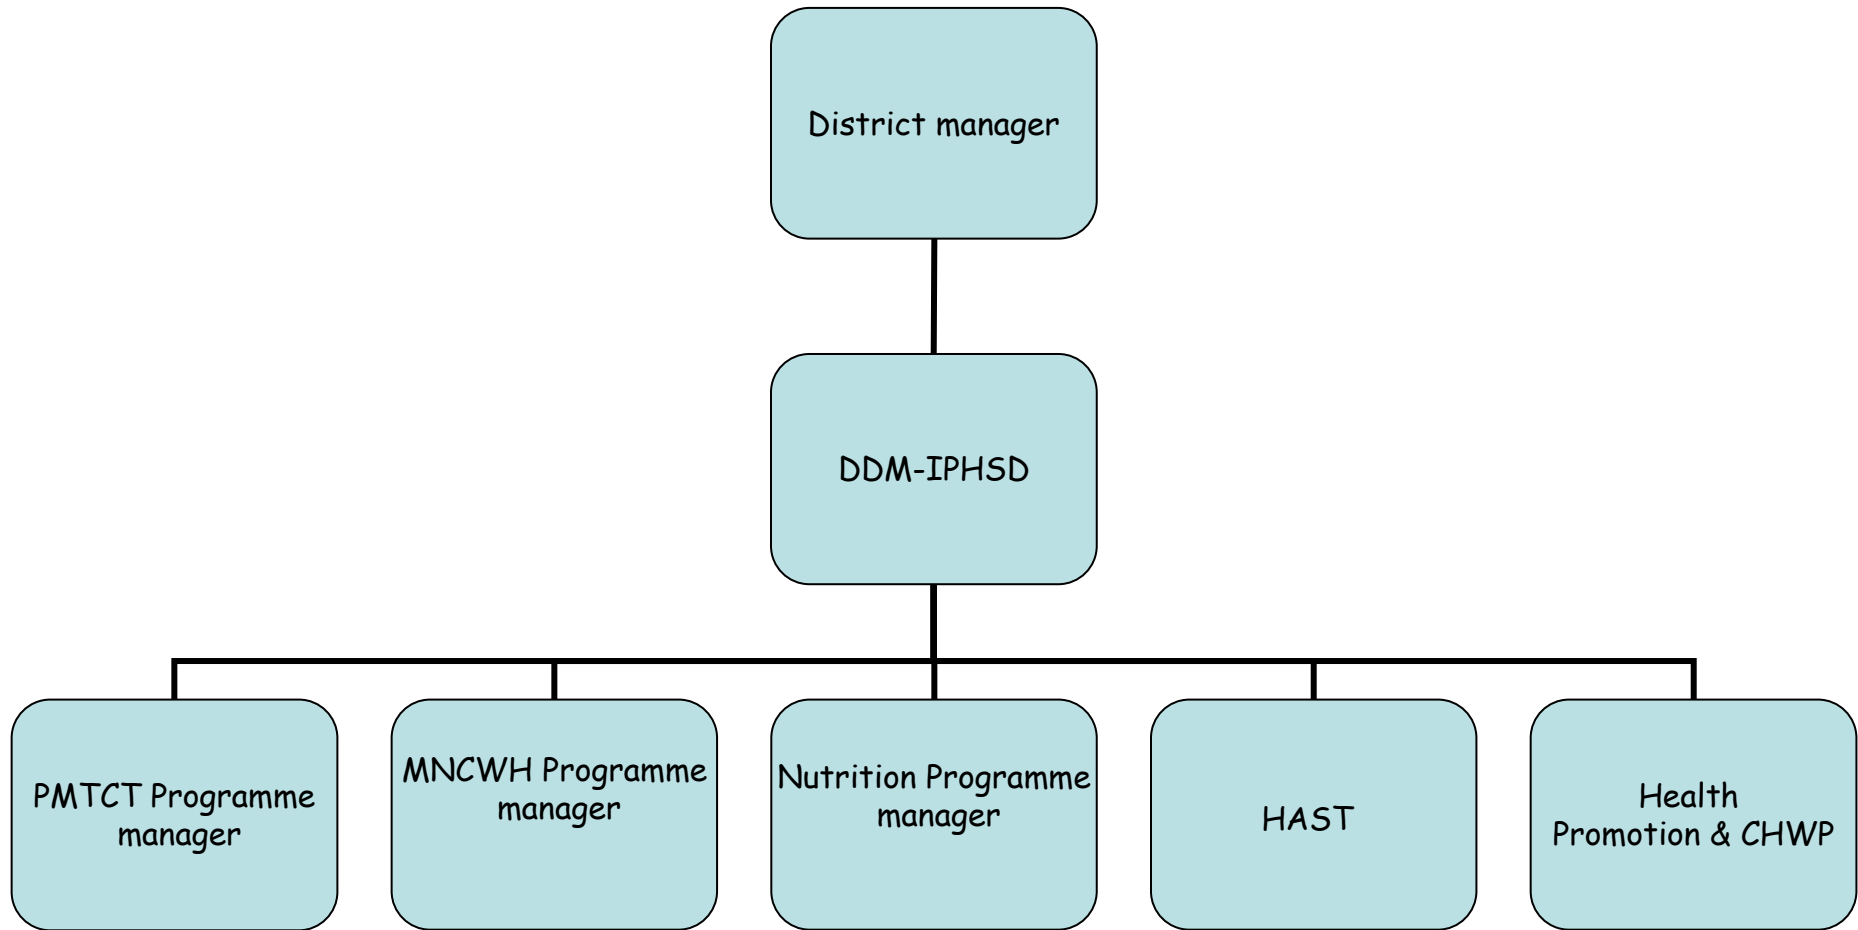 District manager
DDM-IPHSD
PMTCT Programme
manager
MNCWH Programme
manager
Nutrition Programme
manager
HAST
Health
Promotion & CHWP